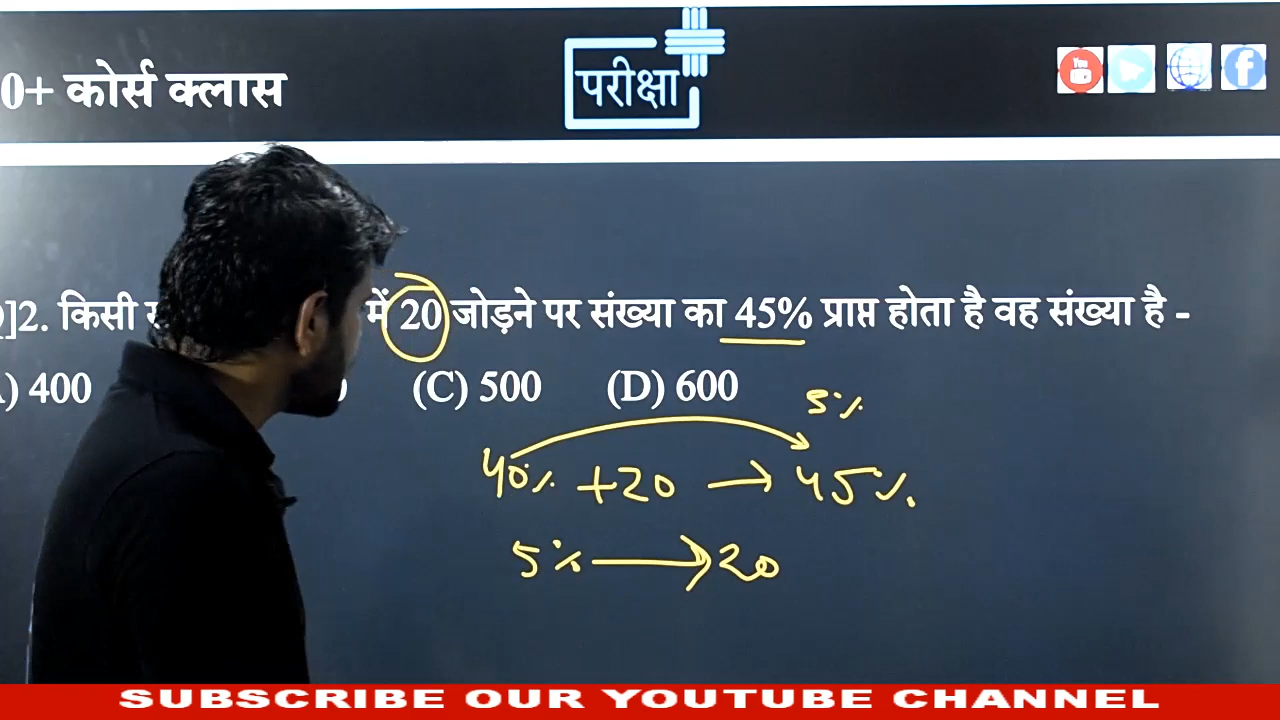 0+ कोर्स क्लास
परीक्षा
You
]2. किसी में 20 जोड़ने पर संख्या का 45% प्राप्त होता है वह संख्या है -
) 400 (C) 500 (D) 600
5%
40% +20 → 45%.
5% → 20
SUBSCRIBE OUR YOUTUBE CHANNEL